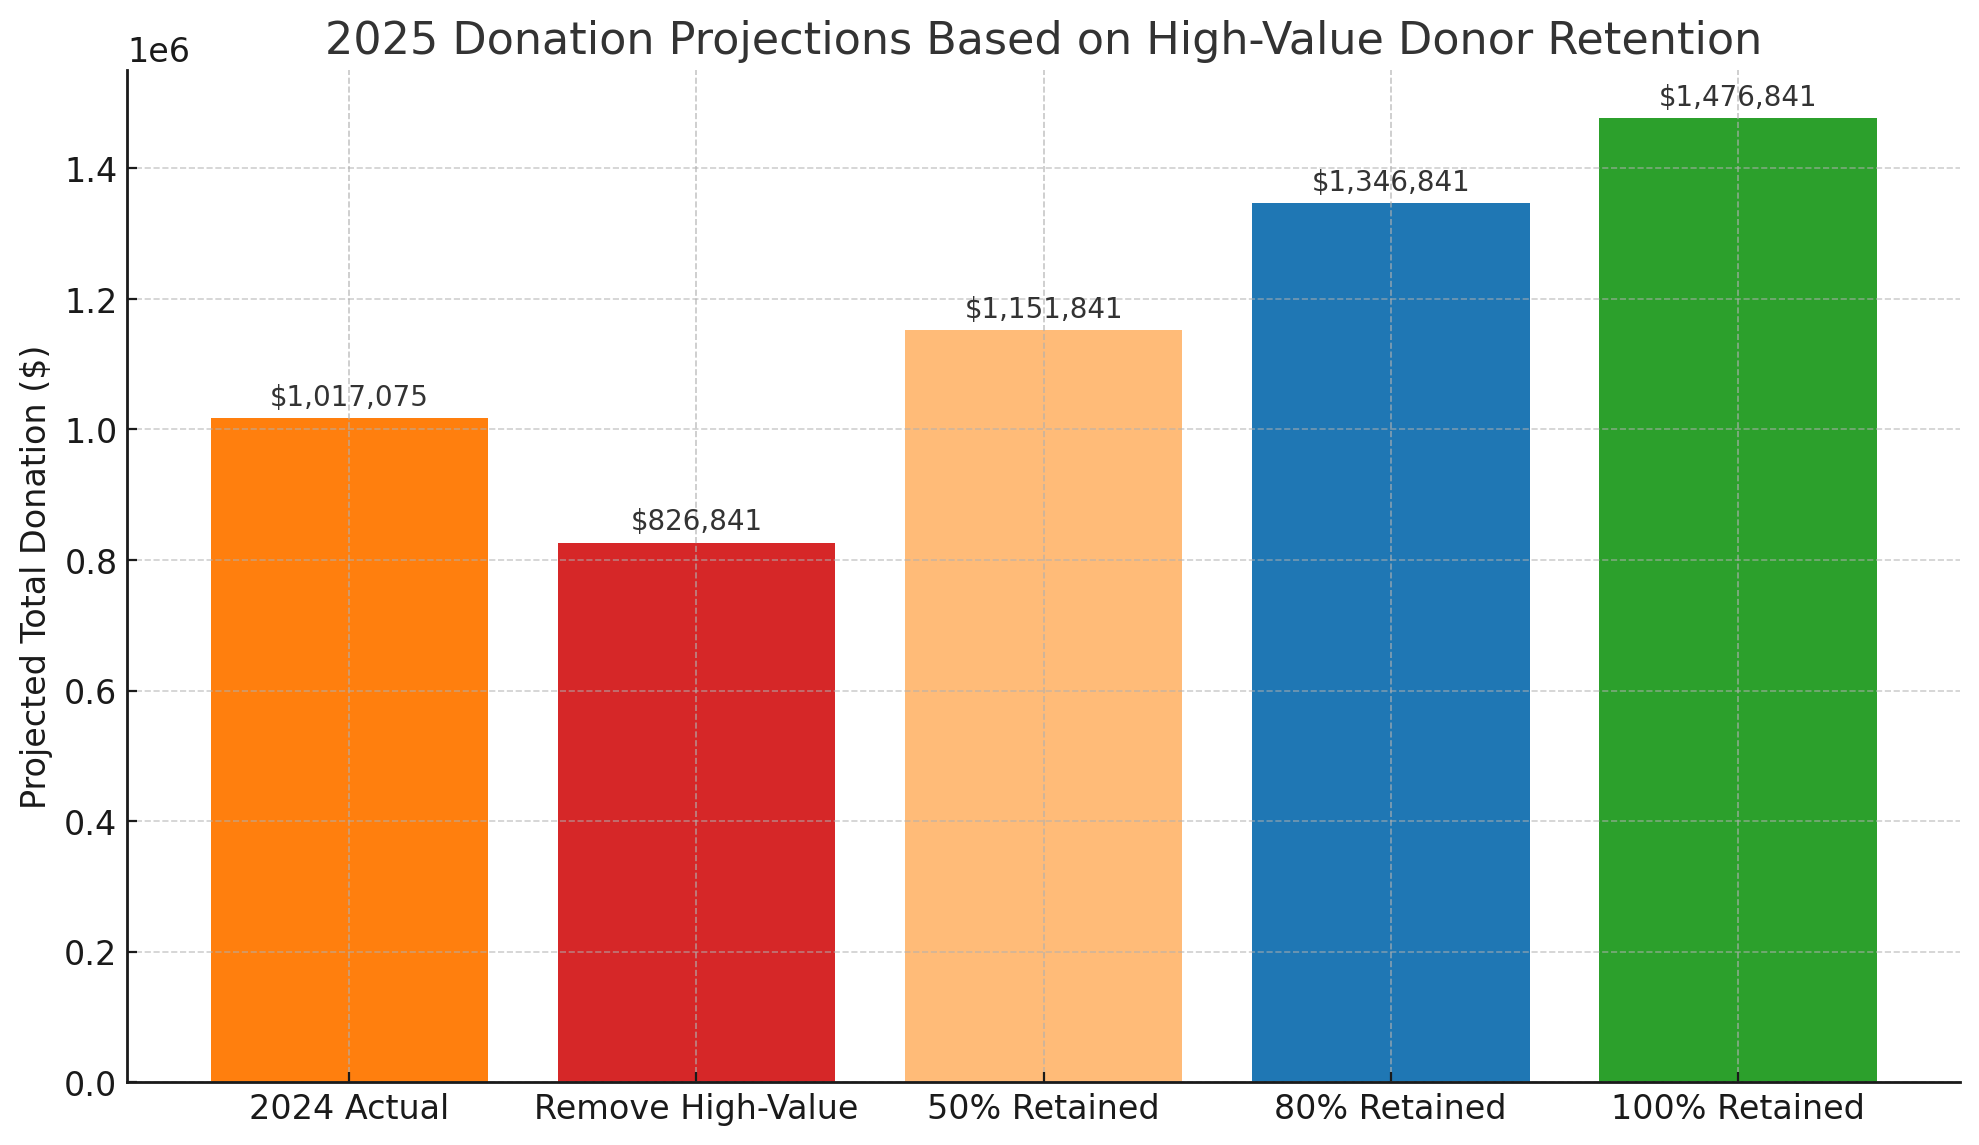 2025 Donation Projections Based on High-Value Donor Retention
1e6
Projected Total Donation ($)
1.4
1.2
1.0
0.8
0.6
0.4
0.2
0.0
$1,017,075
$826,841
$1,151,841
$1,346,841
$1,476,841
2024 Actual
Remove High-Value
50% Retained
80% Retained
100% Retained